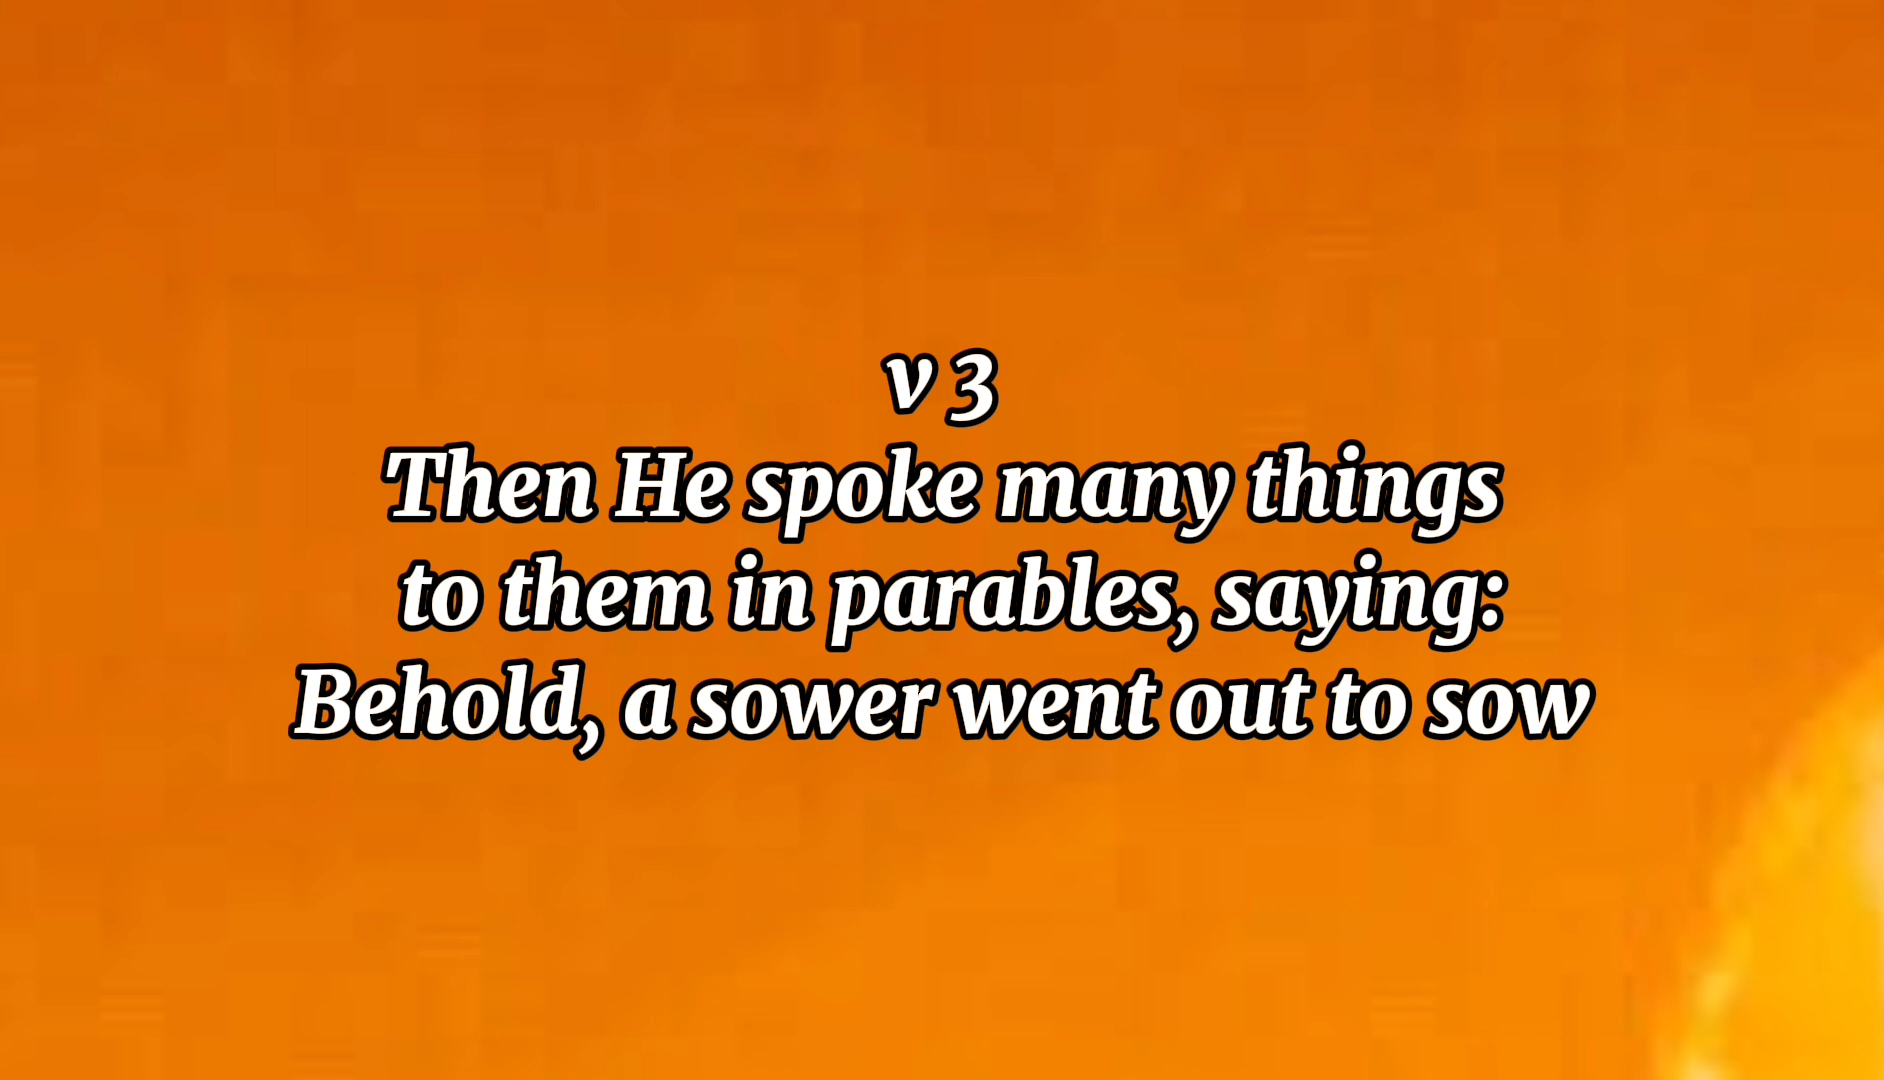 v 3
Then He spoke many things
to them in parables, saying:
Behold, a sower went out to sow